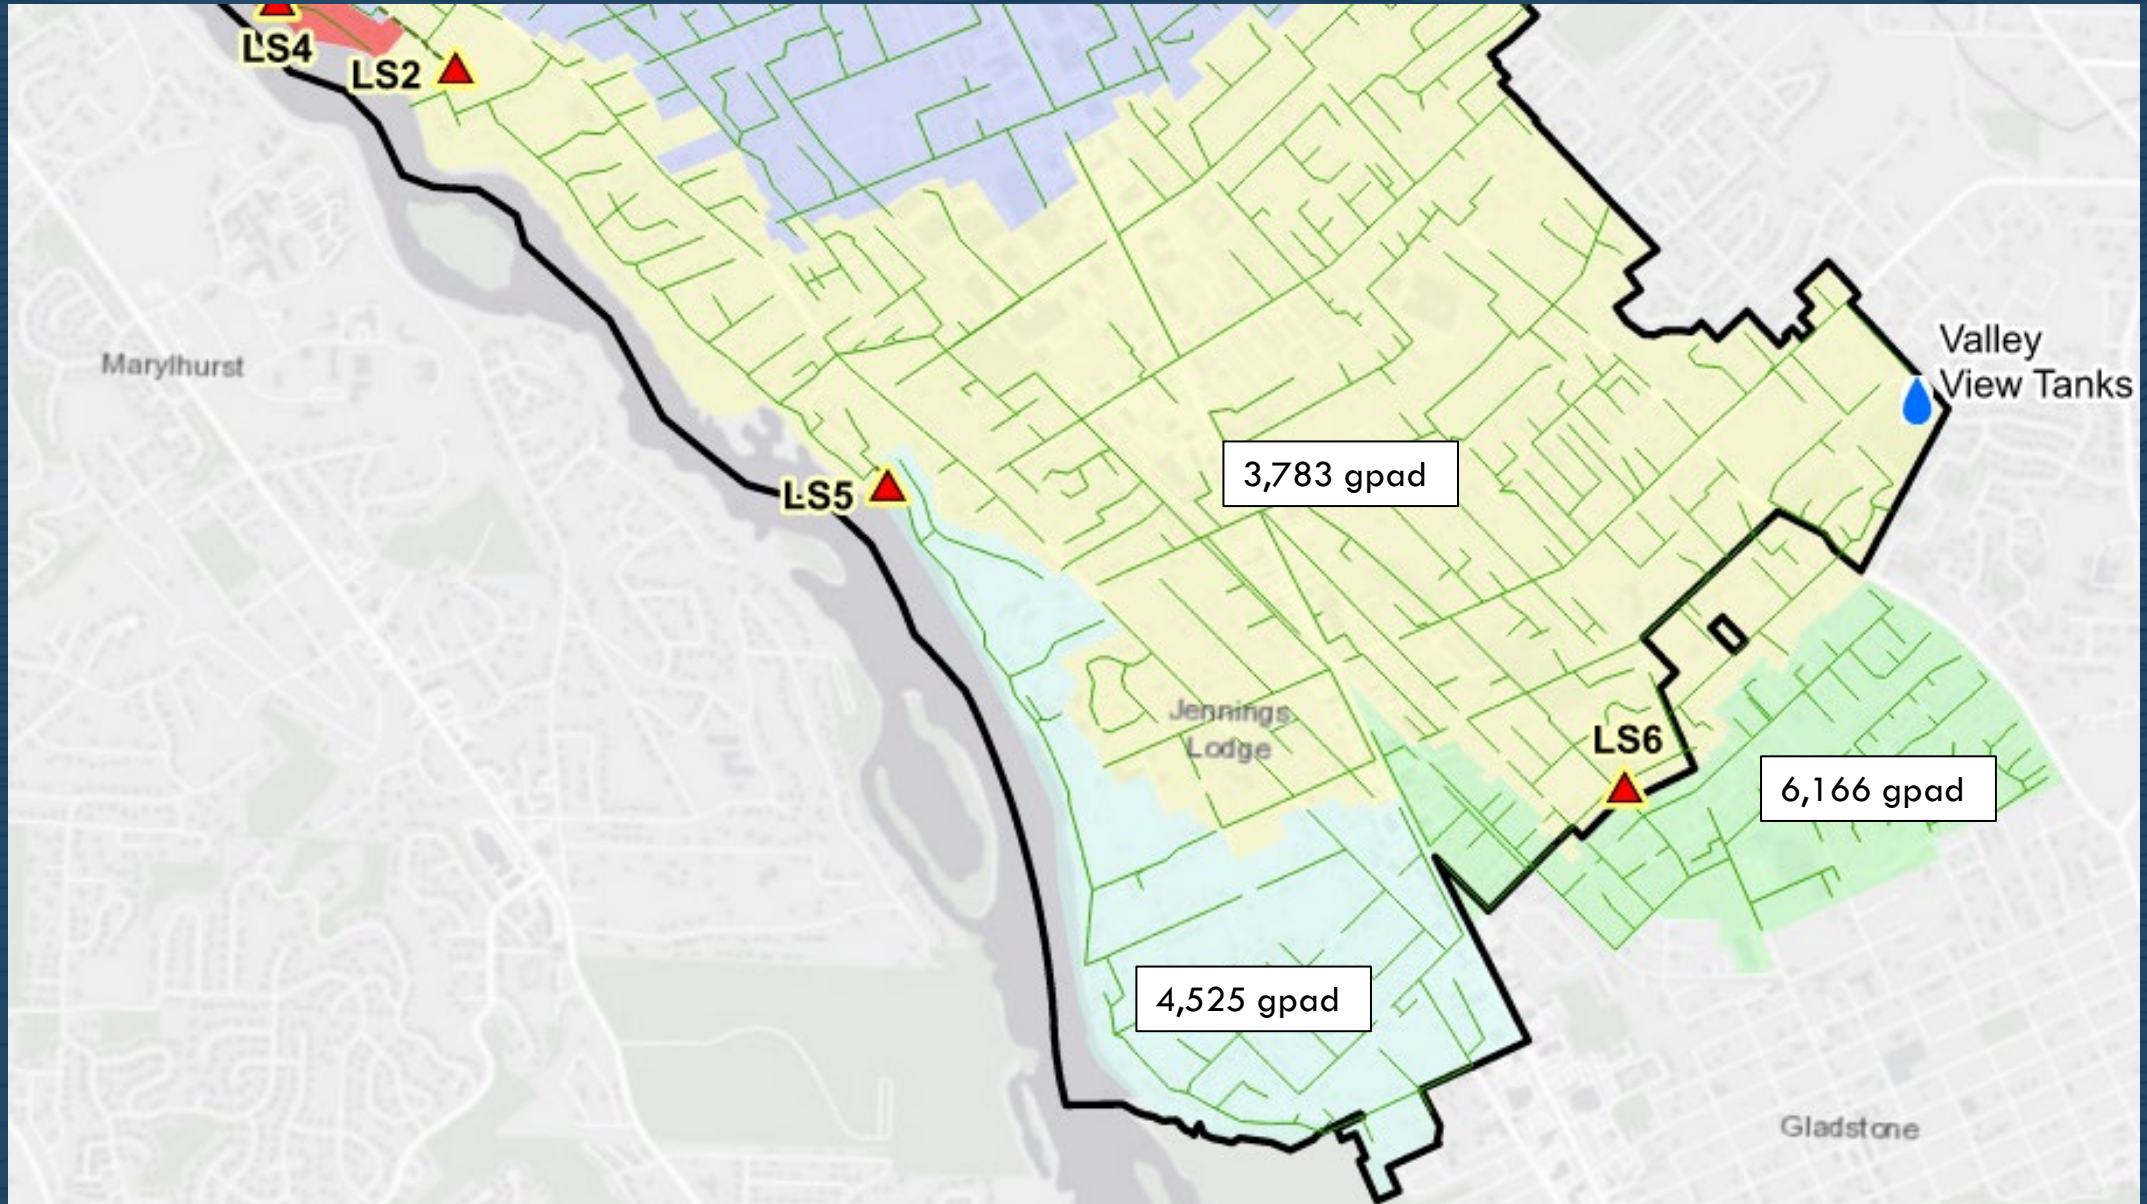 LS4
LS2
Valley
View Tanks
Marylhurst
3,783 gpad
LS5
Jennings
Lodge
LS6
6,166 gpad
4,525 gpad
Gladstone